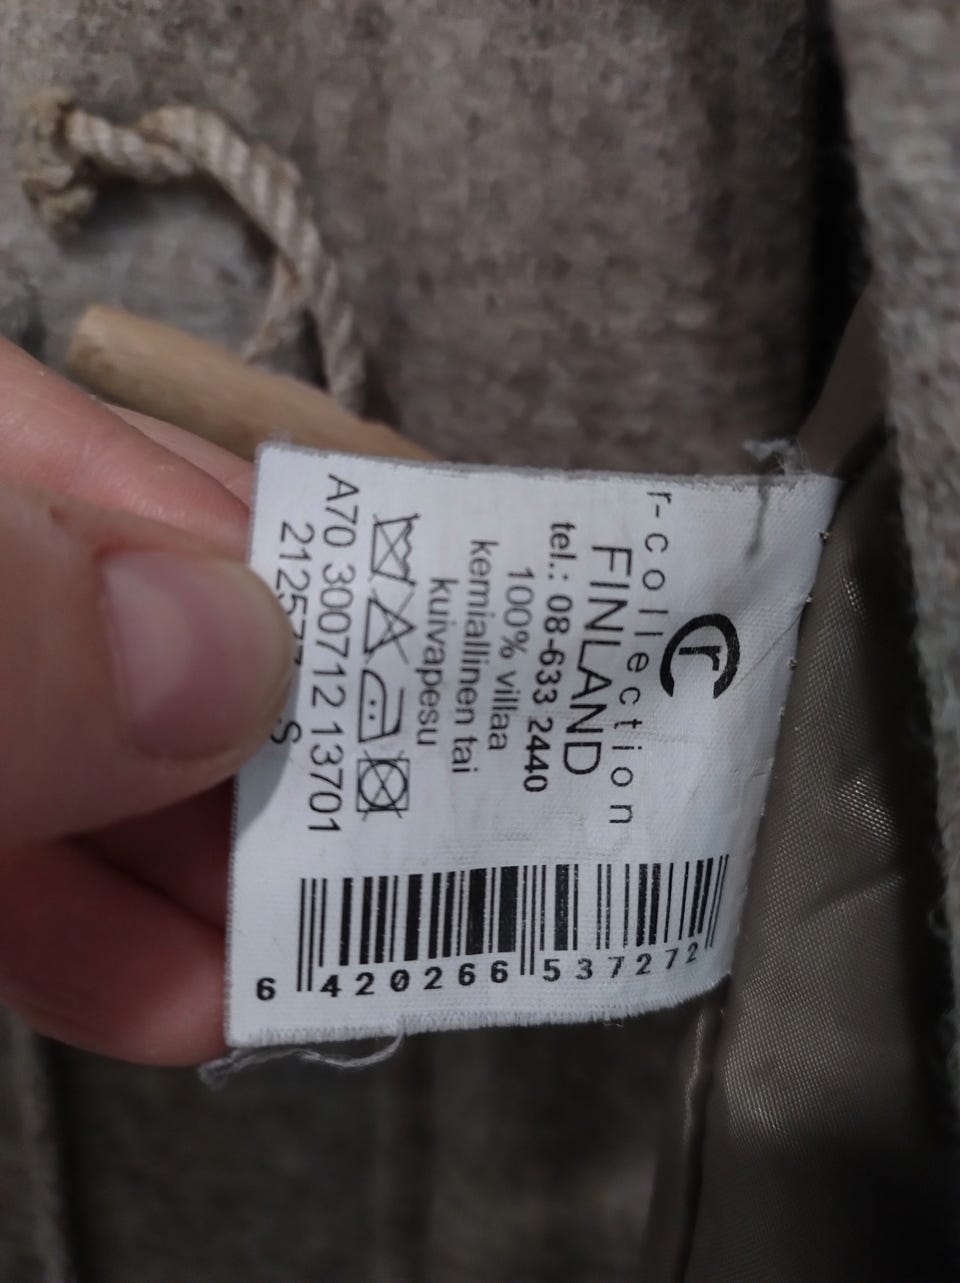 r
r-collection
FINLAND
tel.: 08-633 2440
100% villaa
kemiallinen tai
kuivapesu
A70 300712 13701
S
6 420266 537272